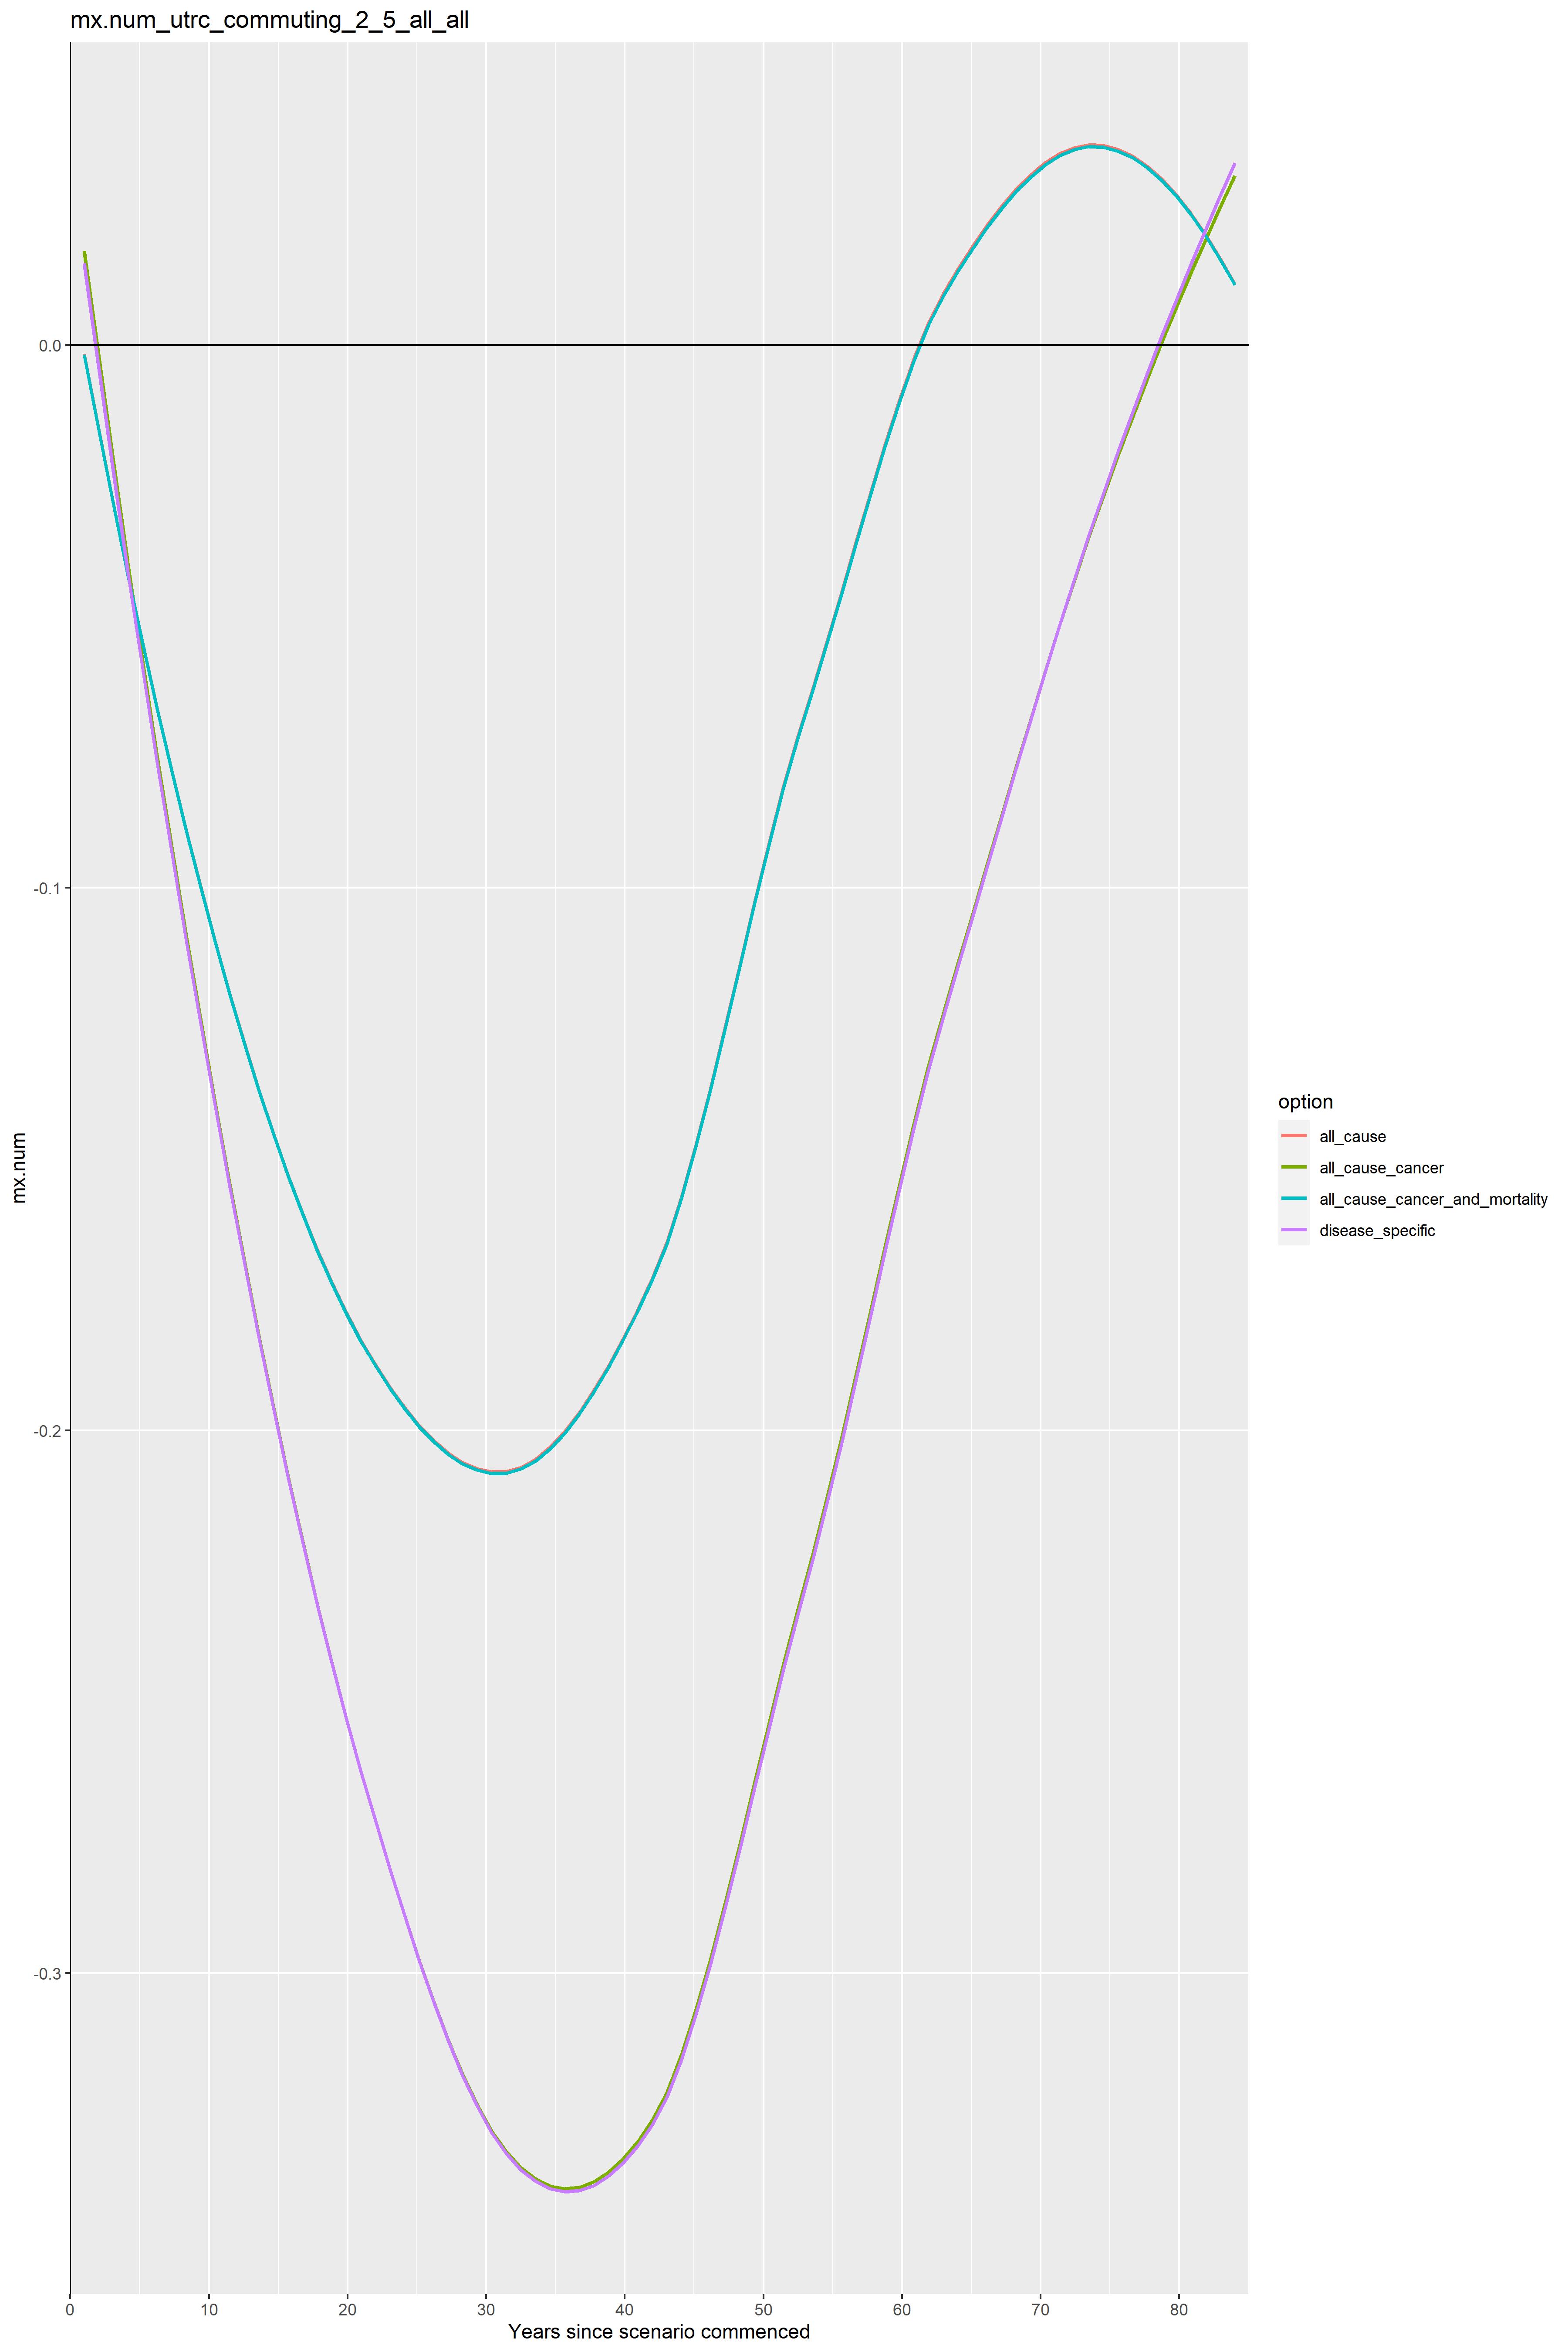 mx.num_utrc_commuting_2_5_all_all
0.0
-0.1
-0.2
-0.3
mx.num
0 10 20 30 40 50 60 70 80
Years since scenario commenced
option
all_cause
all_cause_cancer
all_cause_cancer_and_mortality
disease_specific